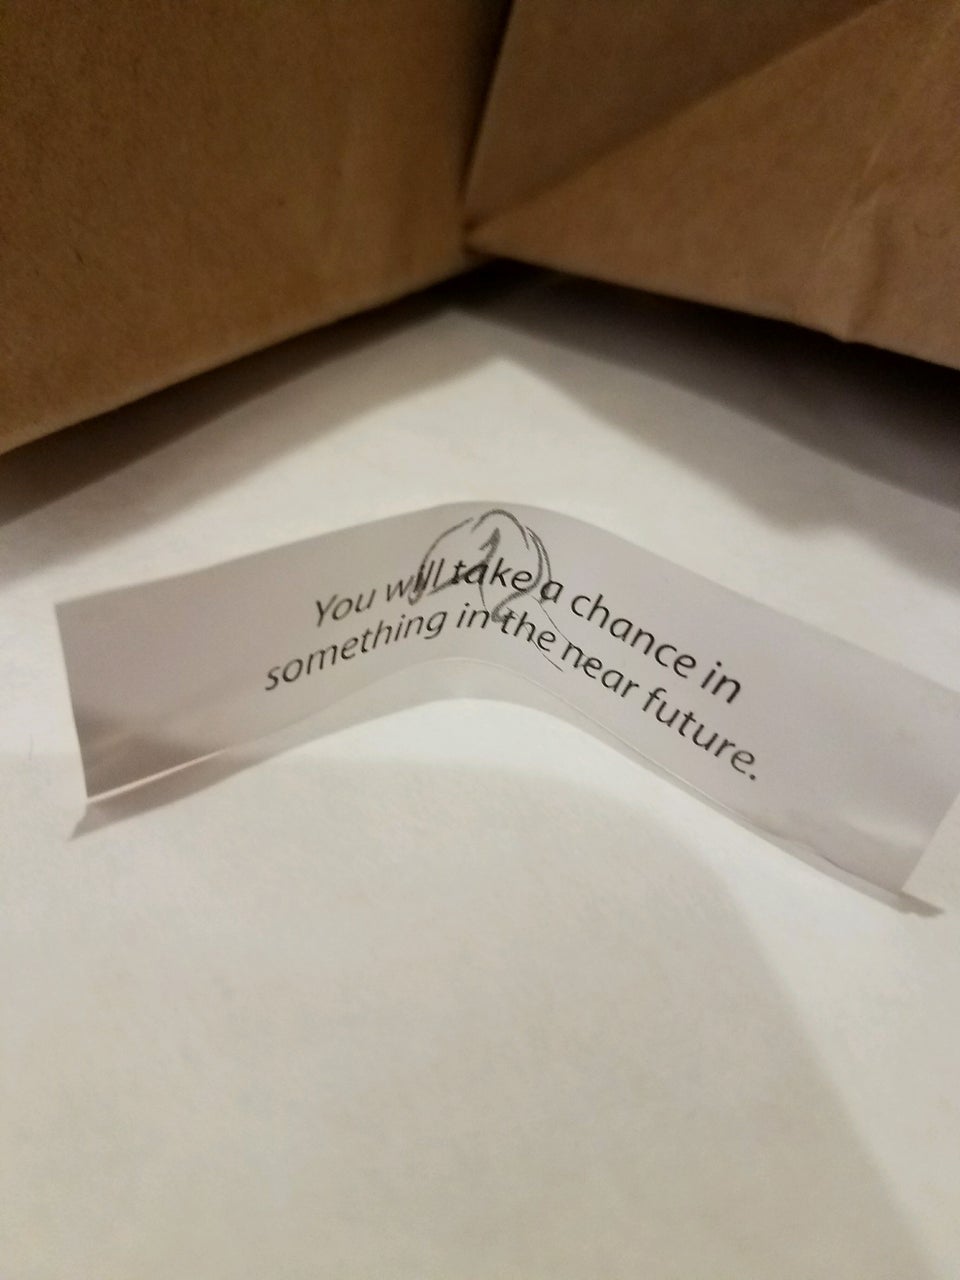 You will take a chance in
something in the near future.